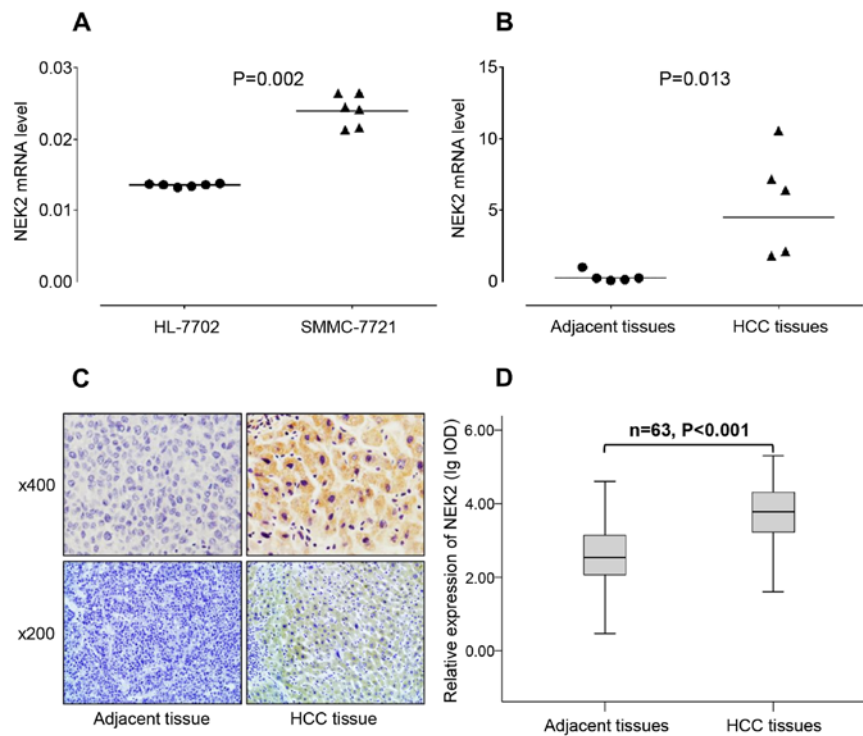 A
NEK2 mRNA level
0.03
0.02
0.01
0.00
P=0.002
HL-7702
SMMC-7721
B
NEK2 mRNA level
15
10
5
0
P=0.013
Adjacent tissues
HCC tissues
C
x400
x200
Adjacent tissue
HCC tissue
D
Relative expression of NEK2 (lg IOD)
6.00
4.00
2.00
0.00
n=63, P<0.001
Adjacent tissues
HCC tissues